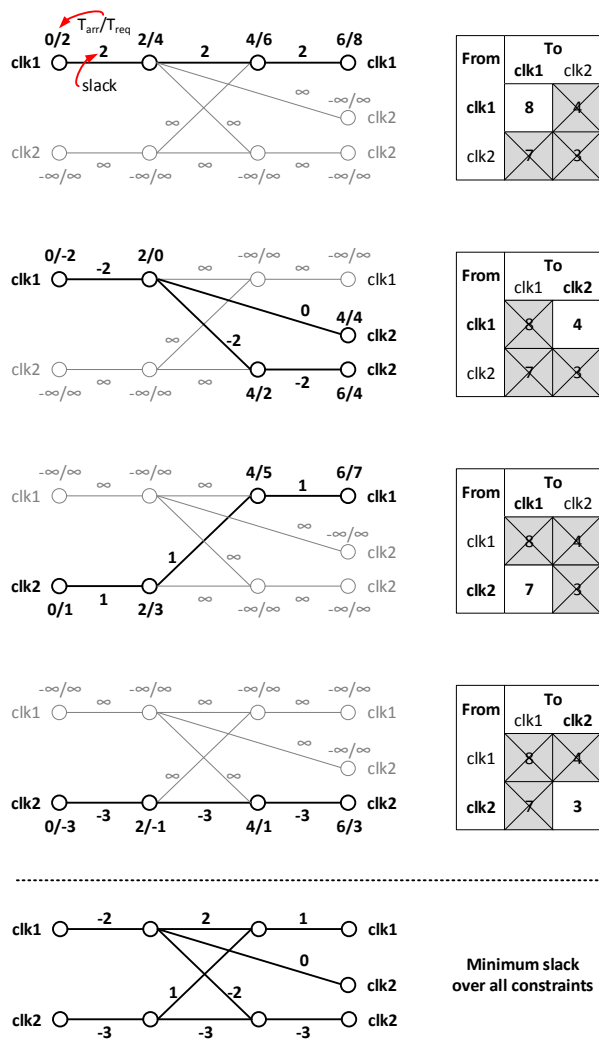 0/2 T_arr/T_req 2/4 4/6 6/8
clk1 2 2 2 clk1
slack
∞ ∞ ∞ -∞/∞
clk2
clk2 ∞ ∞ ∞ clk2
-∞/∞ -∞/∞ -∞/∞ -∞/∞
From To
clk1 clk2
clk1 8 4
clk2 7 3
0/-2 2/0 -∞/∞ -∞/∞
clk1 -2 ∞ ∞ clk1
0 4/4
∞ -2 clk2
clk2 ∞ ∞ -2 clk2
-∞/∞ -∞/∞ 4/2 6/4
From To
clk1 clk2
clk1 8 4
clk2 7 3
-∞/∞ -∞/∞ 4/5 6/7
clk1 ∞ ∞ 1 clk1
∞ -∞/∞
1 ∞ clk2
clk2 1 ∞ ∞ clk2
0/1 2/3 -∞/∞ -∞/∞
From To
clk1 clk2
clk1 8 4
clk2 7 3
-∞/∞ -∞/∞ -∞/∞ -∞/∞
clk1 ∞ ∞ ∞ clk1
∞ -∞/∞
∞ ∞ clk2
clk2 -3 -3 -3 clk2
0/-3 2/-1 4/1 6/3
From To
clk1 clk2
clk1 8 4
clk2 7 3
clk1 -2 2 1 clk1
0
1 -2 clk2
clk2 -3 -3 -3 clk2
Minimum slack
over all constraints